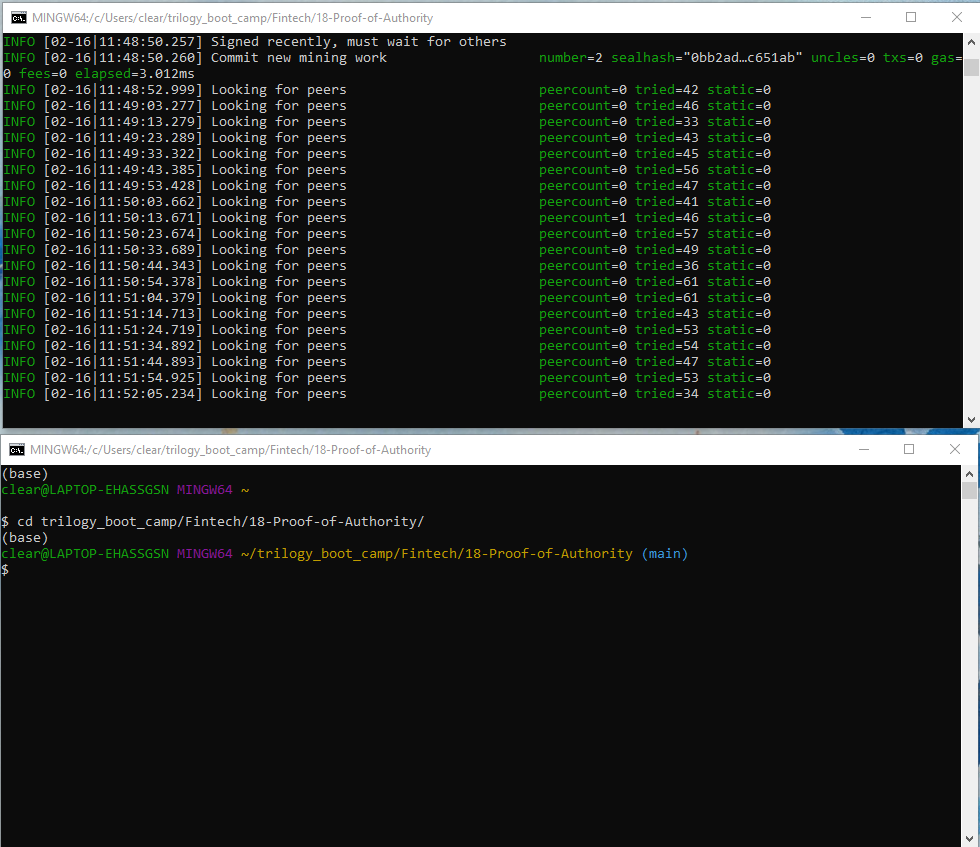 MINGW64:/c/Users/clear/trilogy_boot_camp/Fintech/18-Proof-of-Authority
INFO [02-16|11:48:50.257] Signed recently, must wait for others
INFO [02-16|11:48:50.260] Commit new mining work number=2 sealhash="0bb2ad…c651ab" uncles=0 txs=0 gas=
0 fees=0 elapsed=3.012ms
INFO [02-16|11:48:52.999] Looking for peers peercount=0 tried=42 static=0
INFO [02-16|11:49:03.277] Looking for peers peercount=0 tried=46 static=0
INFO [02-16|11:49:13.279] Looking for peers peercount=0 tried=33 static=0
INFO [02-16|11:49:23.289] Looking for peers peercount=0 tried=43 static=0
INFO [02-16|11:49:33.322] Looking for peers peercount=0 tried=45 static=0
INFO [02-16|11:49:43.385] Looking for peers peercount=0 tried=56 static=0
INFO [02-16|11:49:53.428] Looking for peers peercount=0 tried=47 static=0
INFO [02-16|11:50:03.662] Looking for peers peercount=0 tried=41 static=0
INFO [02-16|11:50:13.671] Looking for peers peercount=1 tried=46 static=0
INFO [02-16|11:50:23.674] Looking for peers peercount=0 tried=57 static=0
INFO [02-16|11:50:33.689] Looking for peers peercount=0 tried=49 static=0
INFO [02-16|11:50:44.343] Looking for peers peercount=0 tried=36 static=0
INFO [02-16|11:50:54.378] Looking for peers peercount=0 tried=61 static=0
INFO [02-16|11:51:04.379] Looking for peers peercount=0 tried=61 static=0
INFO [02-16|11:51:14.713] Looking for peers peercount=0 tried=43 static=0
INFO [02-16|11:51:24.719] Looking for peers peercount=0 tried=53 static=0
INFO [02-16|11:51:34.892] Looking for peers peercount=0 tried=54 static=0
INFO [02-16|11:51:44.893] Looking for peers peercount=0 tried=47 static=0
INFO [02-16|11:51:54.925] Looking for peers peercount=0 tried=53 static=0
INFO [02-16|11:52:05.234] Looking for peers peercount=0 tried=34 static=0
MINGW64:/c/Users/clear/trilogy_boot_camp/Fintech/18-Proof-of-Authority
(base)
clear@LAPTOP-EHASSGSN MINGW64 ~
$ cd trilogy_boot_camp/Fintech/18-Proof-of-Authority/
(base)
clear@LAPTOP-EHASSGSN MINGW64 ~/trilogy_boot_camp/Fintech/18-Proof-of-Authority (main)
$